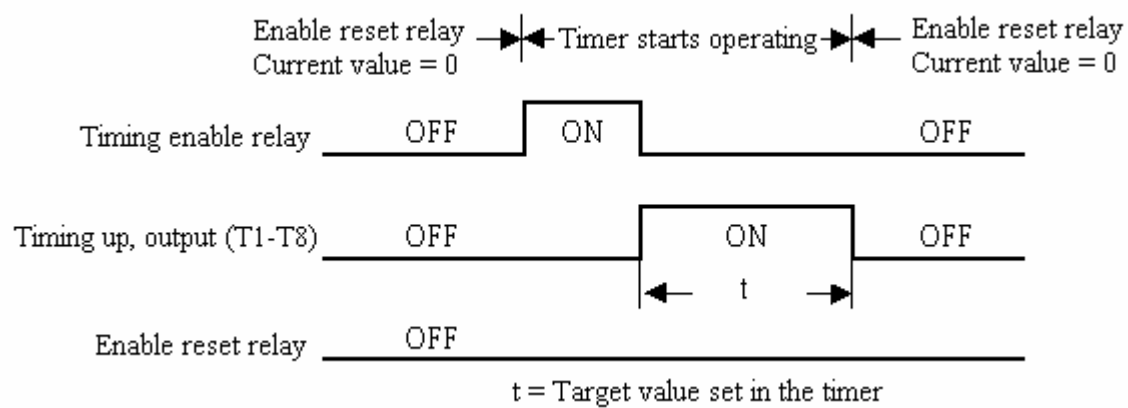 Enable reset relay
Current value = 0
Timer starts operating
Enable reset relay
Current value = 0
Timing enable relay OFF ON OFF
Timing up, output (T1-T8) OFF ON OFF
t
Enable reset relay OFF
t = Target value set in the timer